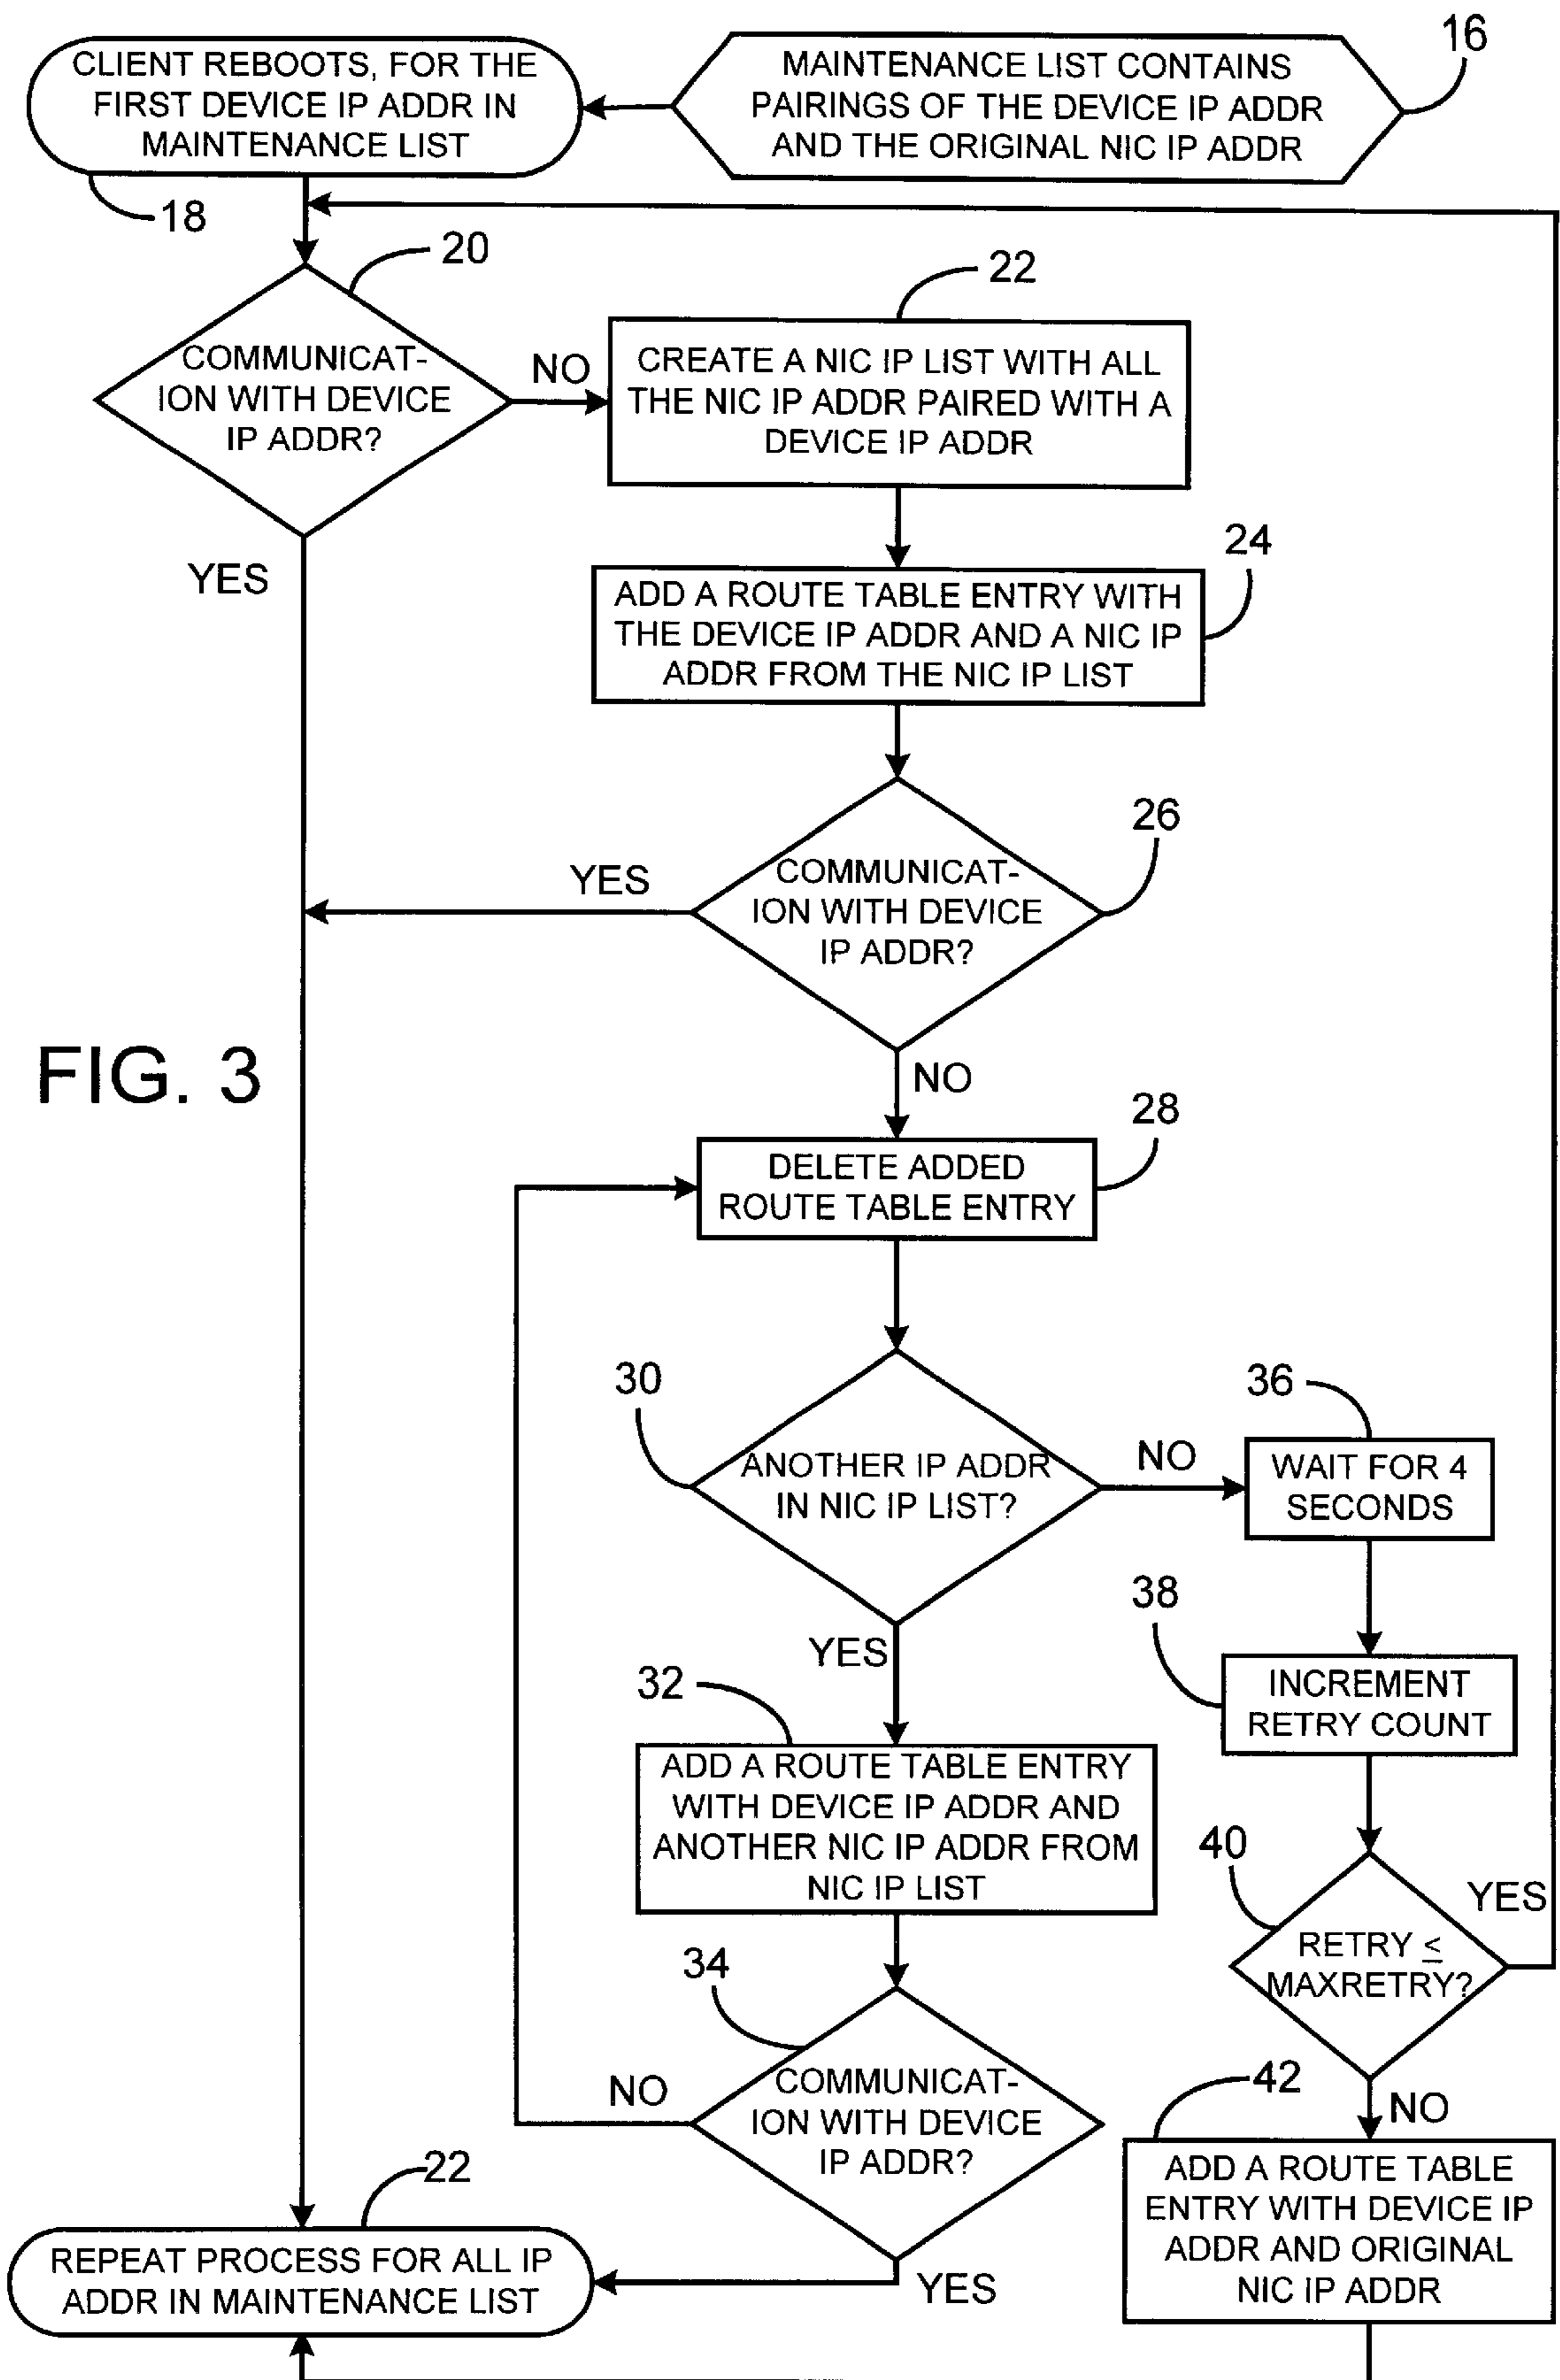 CLIENT REBOOTS, FOR THE
FIRST DEVICE IP ADDR IN
MAINTENANCE LIST
18
MAINTENANCE LIST CONTAINS
PAIRINGS OF THE DEVICE IP ADDR
AND THE ORIGINAL NIC IP ADDR
16
20
COMMUNICAT-
ION WITH DEVICE
IP ADDR?
NO
YES
22
CREATE A NIC IP LIST WITH ALL
THE NIC IP ADDR PAIRED WITH A
DEVICE IP ADDR
24
ADD A ROUTE TABLE ENTRY WITH
THE DEVICE IP ADDR AND A NIC IP
ADDR FROM THE NIC IP LIST
26
COMMUNICAT-
ION WITH DEVICE
IP ADDR?
YES
NO
FIG. 3
28
DELETE ADDED
ROUTE TABLE ENTRY
30
ANOTHER IP ADDR
IN NIC IP LIST?
NO
YES
36
WAIT FOR 4
SECONDS
38
INCREMENT
RETRY COUNT
32
ADD A ROUTE TABLE ENTRY
WITH DEVICE IP ADDR AND
ANOTHER NIC IP ADDR FROM
NIC IP LIST
40
RETRY ≤
MAXRETRY?
YES
NO
34
COMMUNICAT-
ION WITH DEVICE
IP ADDR?
NO
YES
42
ADD A ROUTE TABLE
ENTRY WITH DEVICE IP
ADDR AND ORIGINAL
NIC IP ADDR
22
REPEAT PROCESS FOR ALL IP
ADDR IN MAINTENANCE LIST